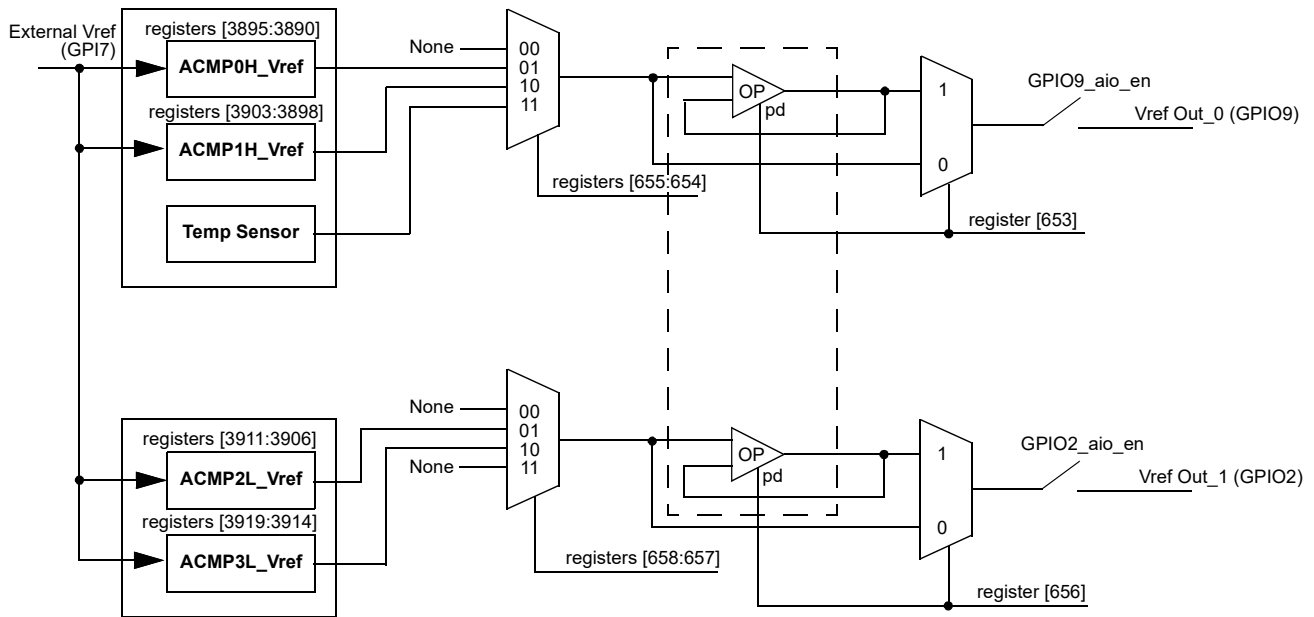 External Vref
(GPI7)
registers [3895:3890]
ACMP0H_Vref
registers [3903:3898]
ACMP1H_Vref
Temp Sensor
None
00
01
10
11
registers [655:654]
OP
pd
1
0
register [653]
GPIO9_aio_en
Vref Out_0 (GPIO9)
registers [3911:3906]
ACMP2L_Vref
registers [3919:3914]
ACMP3L_Vref
None
None
00
01
10
11
registers [658:657]
OP
pd
1
0
register [656]
GPIO2_aio_en
Vref Out_1 (GPIO2)